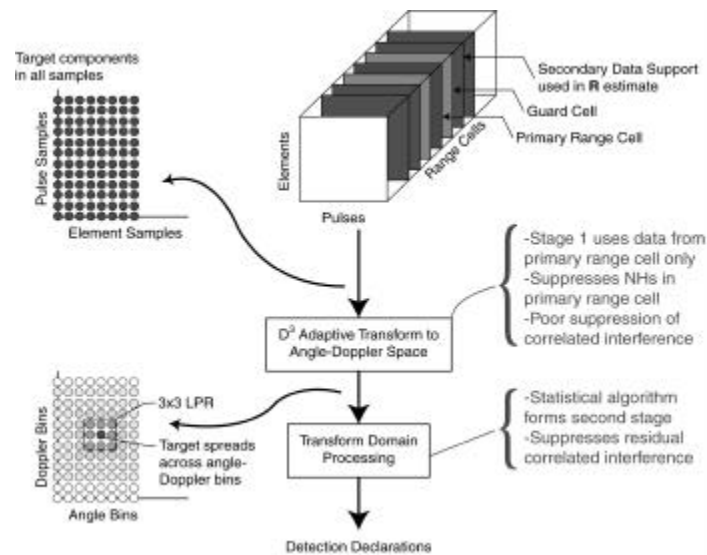 Target components
in all samples
Pulse Samples
Element Samples
Elements
Pulses
Range Cells
Secondary Data Support
used in R estimate
Guard Cell
Primary Range Cell
-Stage 1 uses data from
primary range cell only
-Suppresses NHs in
primary range cell
-Poor suppression of
correlated interference
D³ Adaptive Transform to
Angle-Doppler Space
3x3 LPR
Target spreads
across angle-
Doppler bins
Doppler Bins
Angle Bins
Transform Domain
Processing
-Statistical algorithm
forms second stage
-Suppresses residual
correlated interference
Detection Declarations